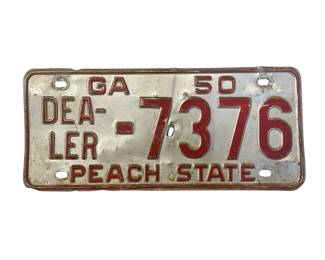 GA 50
DEA-
LER -7376
PEACH STATE